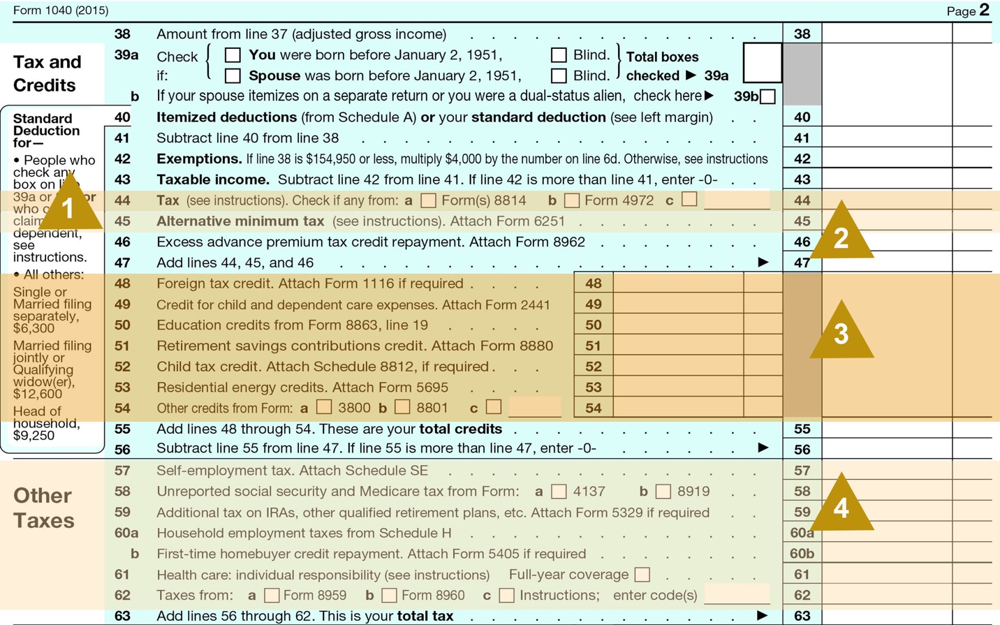 Form 1040 (2015)
Page 2
38 Amount from line 37 (adjusted gross income) . . . . . . . . . . . . . . 38
Tax and
Credits
39a Check if: { You were born before January 2, 1951, Blind. } Total boxes
Spouse was born before January 2, 1951, Blind. checked ▶ 39a
b If your spouse itemizes on a separate return or you were a dual-status alien, check here ▶ 39b
40 Itemized deductions (from Schedule A) or your standard deduction (see left margin) . . 40
41 Subtract line 40 from line 38 . . . . . . . . . . . . . . . . . . . 41
42 Exemptions. If line 38 is $154,950 or less, multiply $4,000 by the number on line 6d. Otherwise, see instructions 42
43 Taxable income. Subtract line 42 from line 41. If line 42 is more than line 41, enter -0- . . 43
44 Tax (see instructions). Check if any from: a Form(s) 8814 b Form 4972 c 44
45 Alternative minimum tax (see instructions). Attach Form 6251 . . . . . . . . . 45
46 Excess advance premium tax credit repayment. Attach Form 8962 . . . . . . . . 46
47 Add lines 44, 45, and 46 . . . . . . . . . . . . . . . . . . . ▶ 47
Standard
Deduction
for—
• People who
check any
box on
39a or or
who
claim
dependent,
see
instructions.
• All others:
Single or
Married filing
separately,
$6,300
Married filing
jointly or
Qualifying
widow(er),
$12,600
Head of
household,
$9,250
1
2
48 Foreign tax credit. Attach Form 1116 if required . . . . 48
49 Credit for child and dependent care expenses. Attach Form 2441 49
50 Education credits from Form 8863, line 19 . . . . . 50
51 Retirement savings contributions credit. Attach Form 8880 51
52 Child tax credit. Attach Schedule 8812, if required . . . 52
53 Residential energy credits. Attach Form 5695 . . . . 53
54 Other credits from Form: a 3800 b 8801 c 54
3
55 Add lines 48 through 54. These are your total credits . . . . . . . . . . . . 55
56 Subtract line 55 from line 47. If line 55 is more than line 47, enter -0- . . . . . . ▶ 56
Other
Taxes
57 Self-employment tax. Attach Schedule SE . . . . . . . . . . . . . . 57
58 Unreported social security and Medicare tax from Form: a 4137 b 8919 . . 58
59 Additional tax on IRAs, other qualified retirement plans, etc. Attach Form 5329 if required . . 59
60a Household employment taxes from Schedule H . . . . . . . . . . . . . . 60a
b First-time homebuyer credit repayment. Attach Form 5405 if required . . . . . . . . 60b
61 Health care: individual responsibility (see instructions) Full-year coverage . . . . . 61
62 Taxes from: a Form 8959 b Form 8960 c Instructions; enter code(s) 62
4
63 Add lines 56 through 62. This is your total tax . . . . . . . . . . . . . . ▶ 63